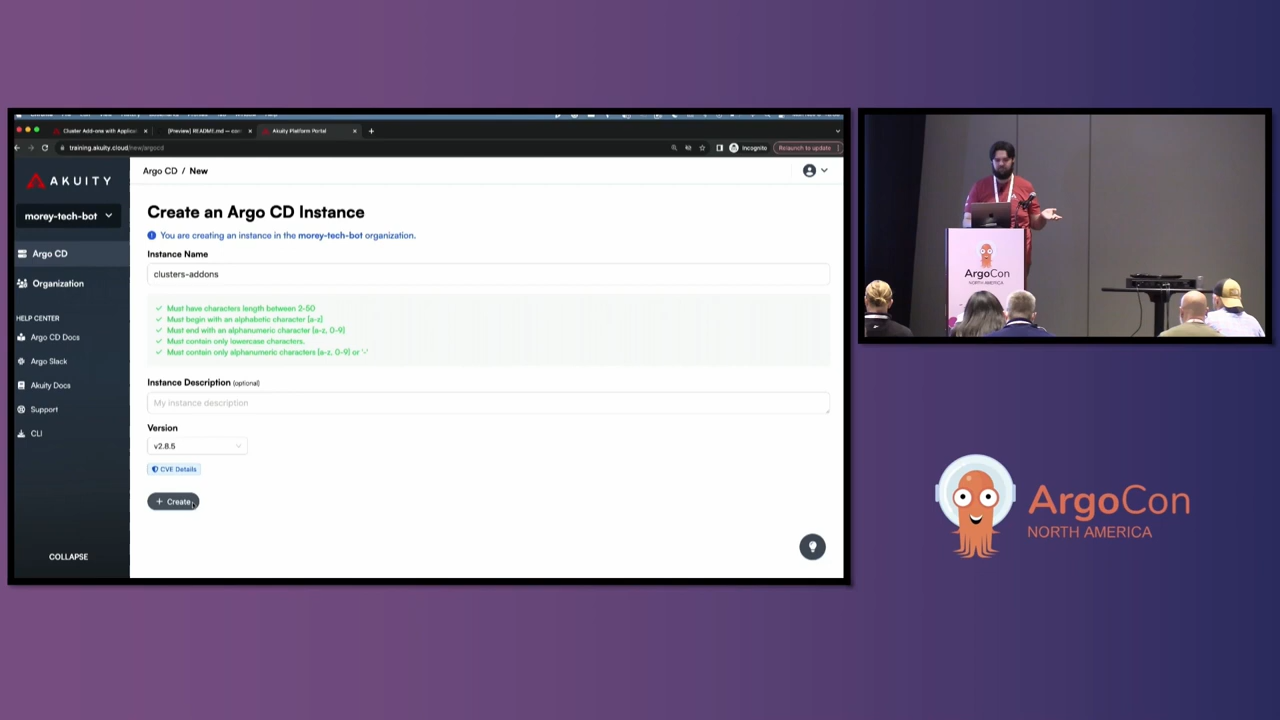 Cluster Add-ons with Applicat
[Preview] README.md — com
Akuity Platform Portal
training.akuity.cloud/new/argocd
Incognito
Relaunch to update
AKUITY
morey-tech-bot
Argo CD
Organization
HELP CENTER
Argo CD Docs
Argo Slack
Akuity Docs
Support
CLI
COLLAPSE
Argo CD / New
Create an Argo CD Instance
You are creating an instance in the morey-tech-bot organization.
Instance Name
clusters-addons
Must have characters length between 2-50
Must begin with an alphabetic character [a-z]
Must end with an alphanumeric character [a-z, 0-9]
Must contain only lowercase characters.
Must contain only alphanumeric characters [a-z, 0-9] or '-'
Instance Description (optional)
My instance description
Version
v2.8.5
CVE Details
+ Create
ArgoCon
NORTH AMERICA
ArgoCon
NORTH AMERICA